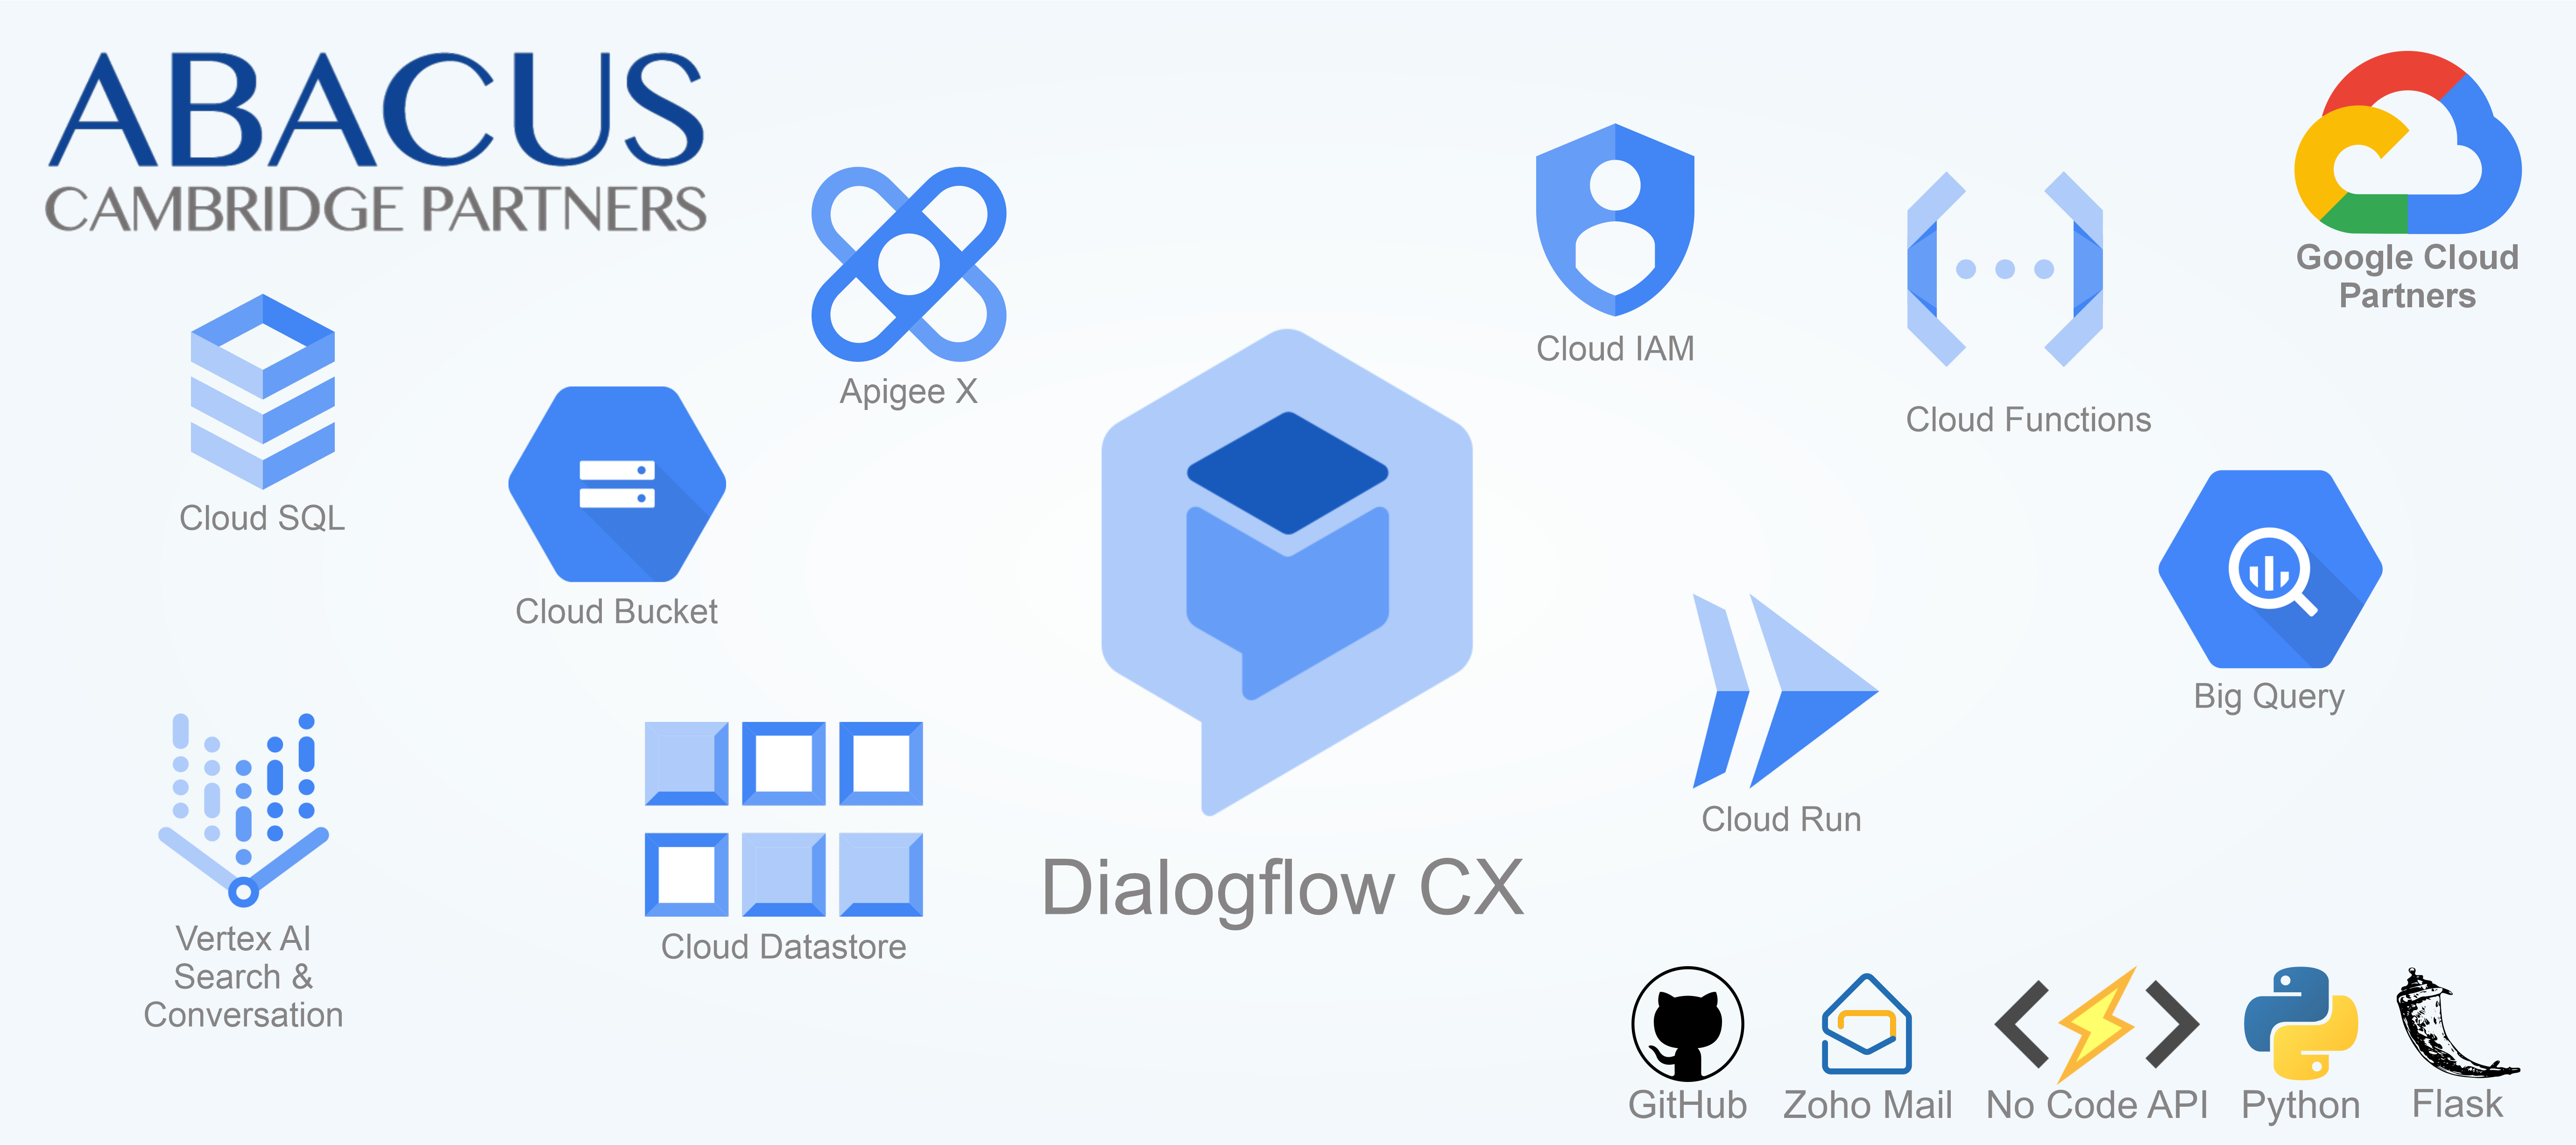 ABACUS
CAMBRIDGE PARTNERS
Google Cloud
Partners
Apigee X
Cloud IAM
Cloud Functions
Cloud SQL
Cloud Bucket
Big Query
Cloud Run
Dialogflow CX
Vertex AI
Search &
Conversation
Cloud Datastore
GitHub
Zoho Mail
No Code API
Python
Flask